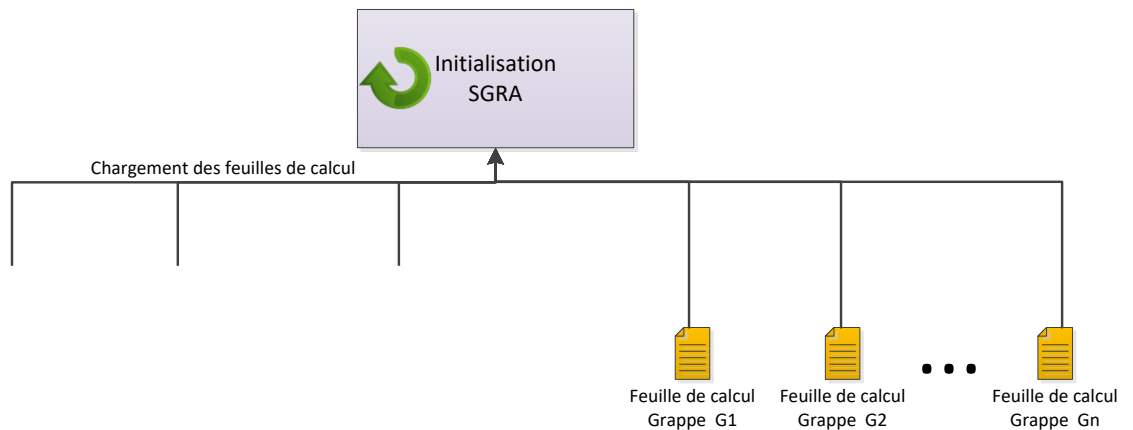 Initialisation
SGRA
Chargement des feuilles de calcul
...
Feuille de calcul
Grappe G1
Feuille de calcul
Grappe G2
Feuille de calcul
Grappe Gn